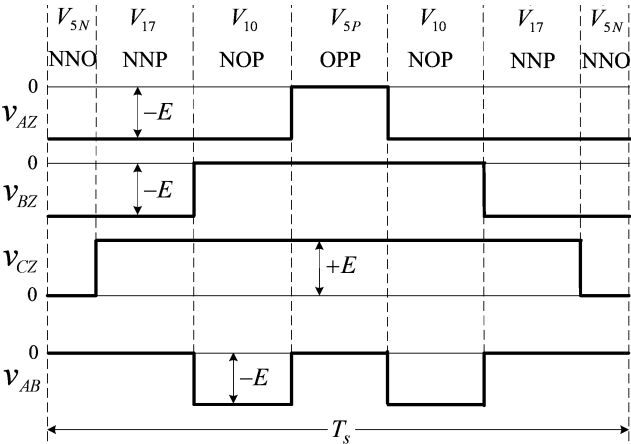 V5N V17 V10 V5P V10 V17 V5N
NNO NNP NOP OPP NOP NNP NNO
0
−E
vAZ
0
−E
vBZ
vCZ
+E
0
0
−E
vAB
Ts